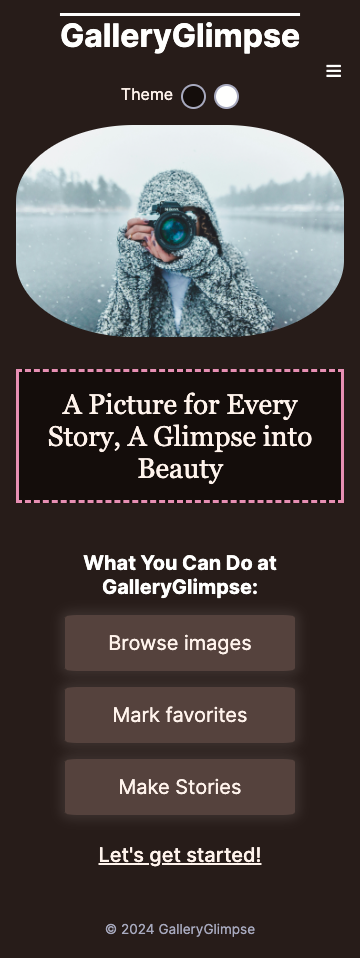 GalleryGlimpse
Theme
A Picture for Every
Story, A Glimpse into
Beauty
What You Can Do at
GalleryGlimpse:
Browse images
Mark favorites
Make Stories
Let's get started!
© 2024 GalleryGlimpse